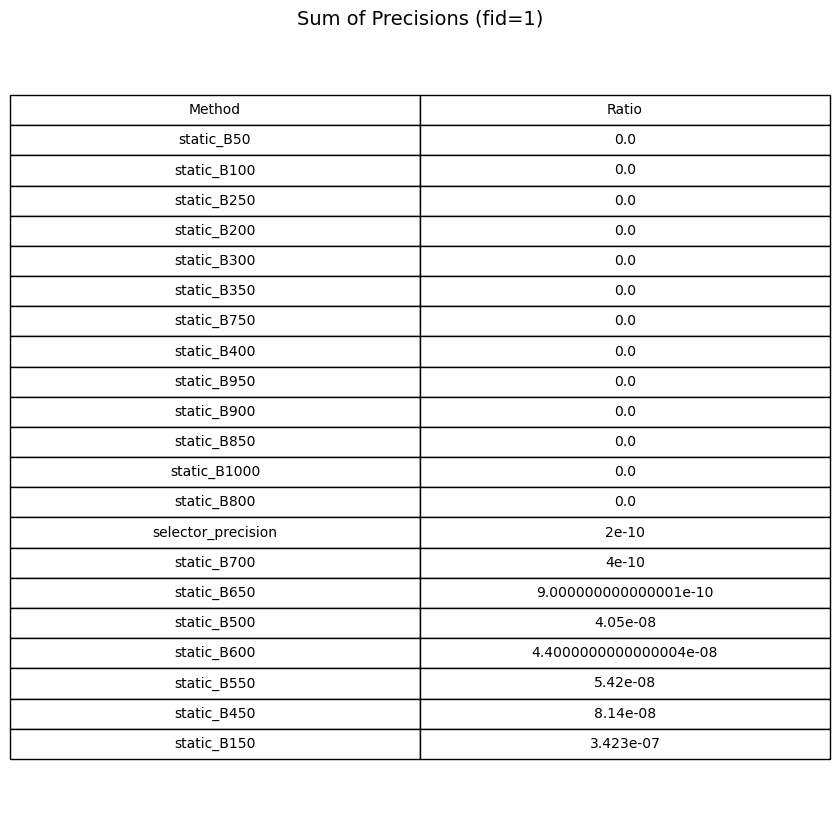 Sum of Precisions (fid=1)
Method Ratio
static_B50 0.0
static_B100 0.0
static_B250 0.0
static_B200 0.0
static_B300 0.0
static_B350 0.0
static_B750 0.0
static_B400 0.0
static_B950 0.0
static_B900 0.0
static_B850 0.0
static_B1000 0.0
static_B800 0.0
selector_precision 2e-10
static_B700 4e-10
static_B650 9.000000000000001e-10
static_B500 4.05e-08
static_B600 4.4000000000000004e-08
static_B550 5.42e-08
static_B450 8.14e-08
static_B150 3.423e-07